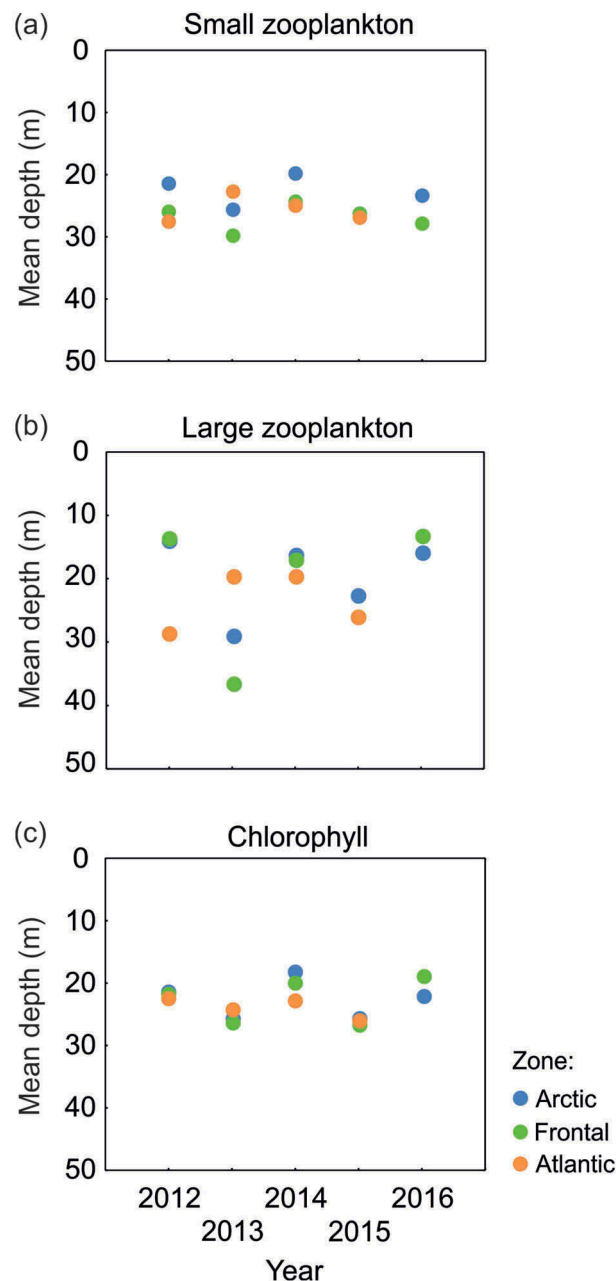 (a) Small zooplankton
0
10
20
30
40
50
Mean depth (m)
(b) Large zooplankton
0
10
20
30
40
50
Mean depth (m)
(c) Chlorophyll
0
10
20
30
40
50
Mean depth (m)
2012 2014 2016
2013 2015
Year
Zone:
Arctic
Frontal
Atlantic